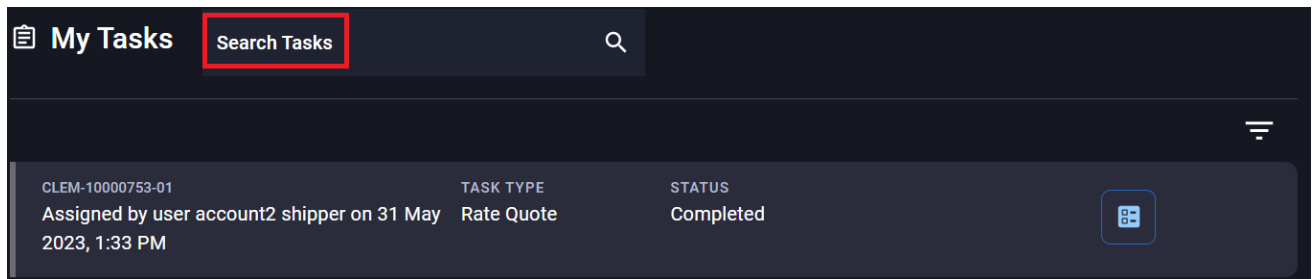 My Tasks
Search Tasks
CLEM-10000753-01
Assigned by user account2 shipper on 31 May
2023, 1:33 PM
TASK TYPE
Rate Quote
STATUS
Completed